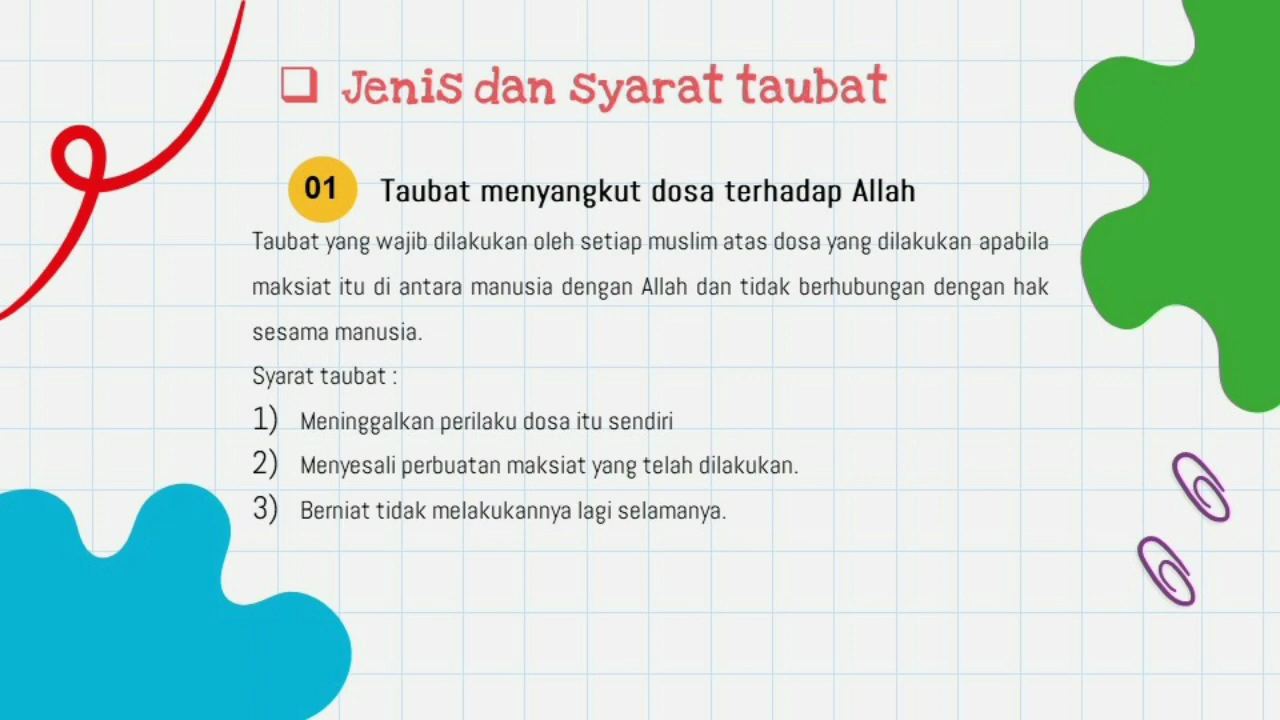 ❑ Jenis dan syarat taubat
01 Taubat menyangkut dosa terhadap Allah
Taubat yang wajib dilakukan oleh setiap muslim atas dosa yang dilakukan apabila
maksiat itu di antara manusia dengan Allah dan tidak berhubungan dengan hak
sesama manusia.
Syarat taubat :
1) Meninggalkan perilaku dosa itu sendiri
2) Menyesali perbuatan maksiat yang telah dilakukan.
3) Berniat tidak melakukannya lagi selamanya.